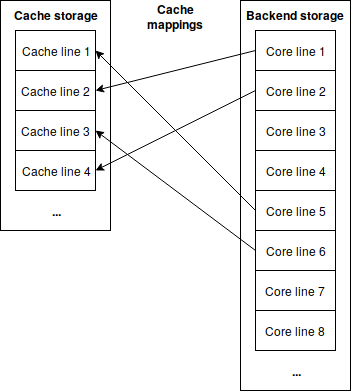 Cache storage
Cache line 1
Cache line 2
Cache line 3
Cache line 4
...
Cache
mappings
Backend storage
Core line 1
Core line 2
Core line 3
Core line 4
Core line 5
Core line 6
Core line 7
Core line 8
...